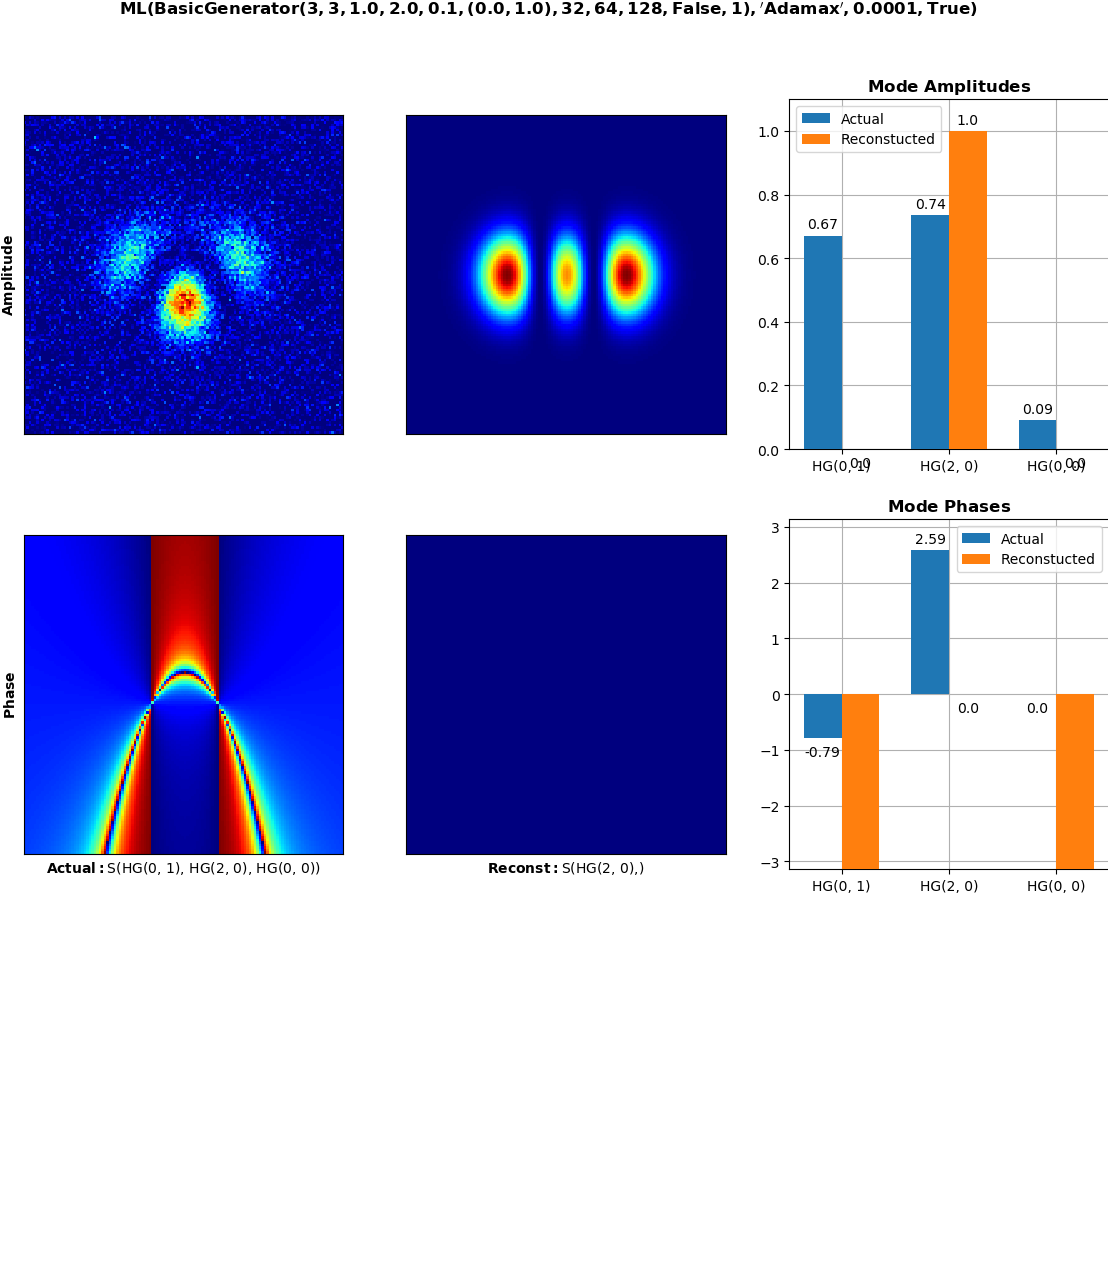 ML(BasicGenerator(3, 3, 1.0, 2.0, 0.1, (0.0, 1.0), 32, 64, 128, False, 1), 'Adamax', 0.0001, True)
Amplitude
Mode Amplitudes
Actual
Reconstucted
1.0
0.8
0.6
0.4
0.2
0.0
0.67
0.0
0.74
1.0
0.09
0.0
HG(0, 1)
HG(2, 0)
HG(0, 0)
Phase
Actual: S(HG(0, 1), HG(2, 0), HG(0, 0))
Reconst: S(HG(2, 0),)
Mode Phases
Actual
Reconstucted
3
2
1
0
−1
−2
−3
-0.79
2.59
0.0
0.0
HG(0, 1)
HG(2, 0)
HG(0, 0)